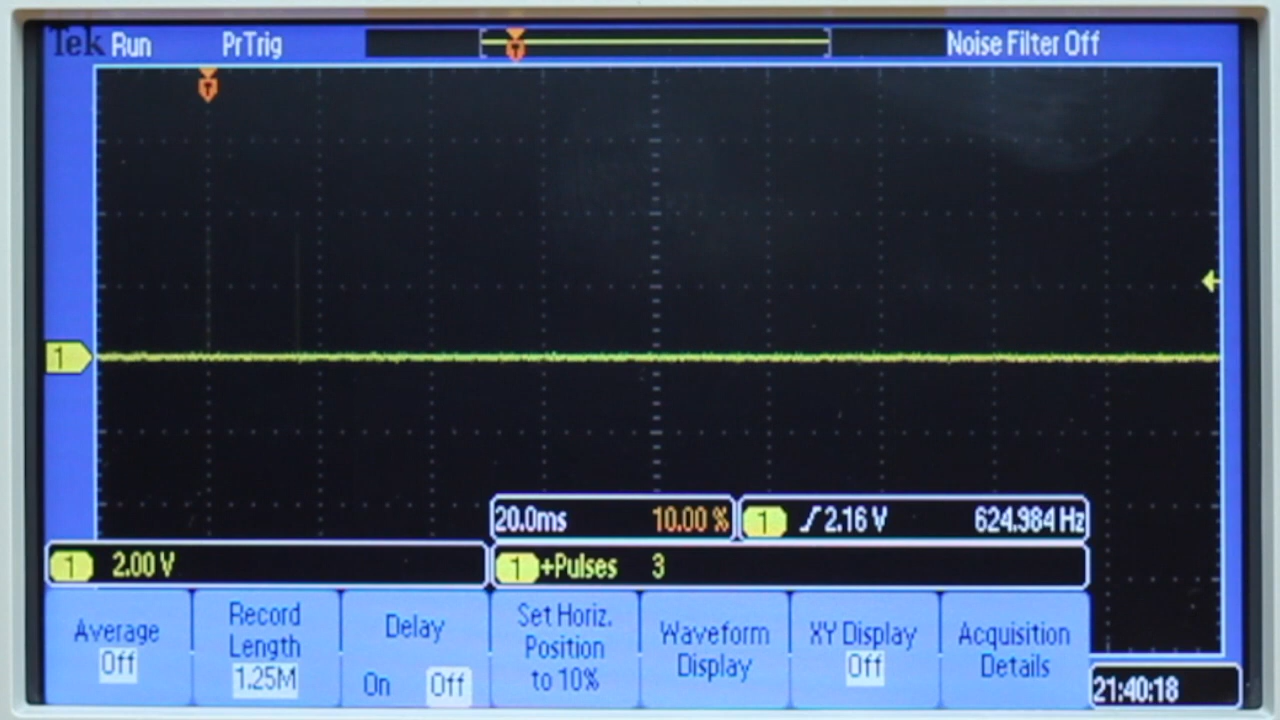 Tek Run PrTrig Noise Filter Off
T
T
1
20.0ms 10.00 % 1 2.16 V 624.984 Hz
1 2.00 V 1 +Pulses 3
Average
Off
Record
Length
1.25M
Delay
On Off
Set Horiz.
Position
to 10%
Waveform
Display
XY Display
Off
Acquisition
Details
21:40:18